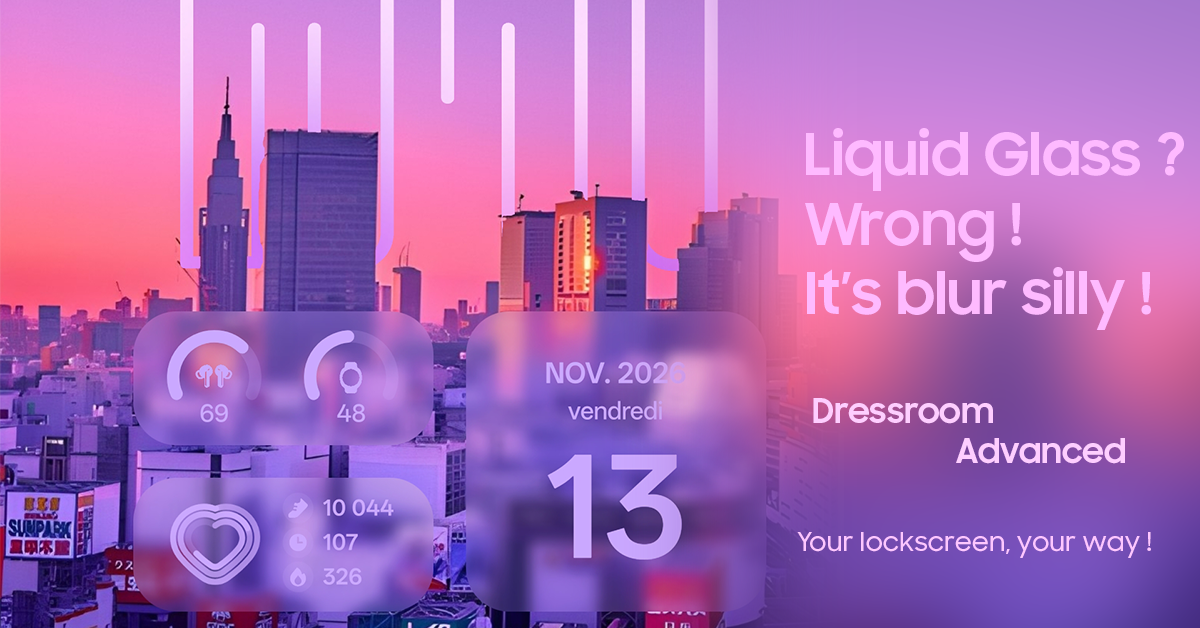 69
48
10 044
107
326
NOV. 2026
vendredi
13
Liquid Glass ?
Wrong !
It's blur silly !
Dressroom
Advanced
Your lockscreen, your way !
SUNPARK